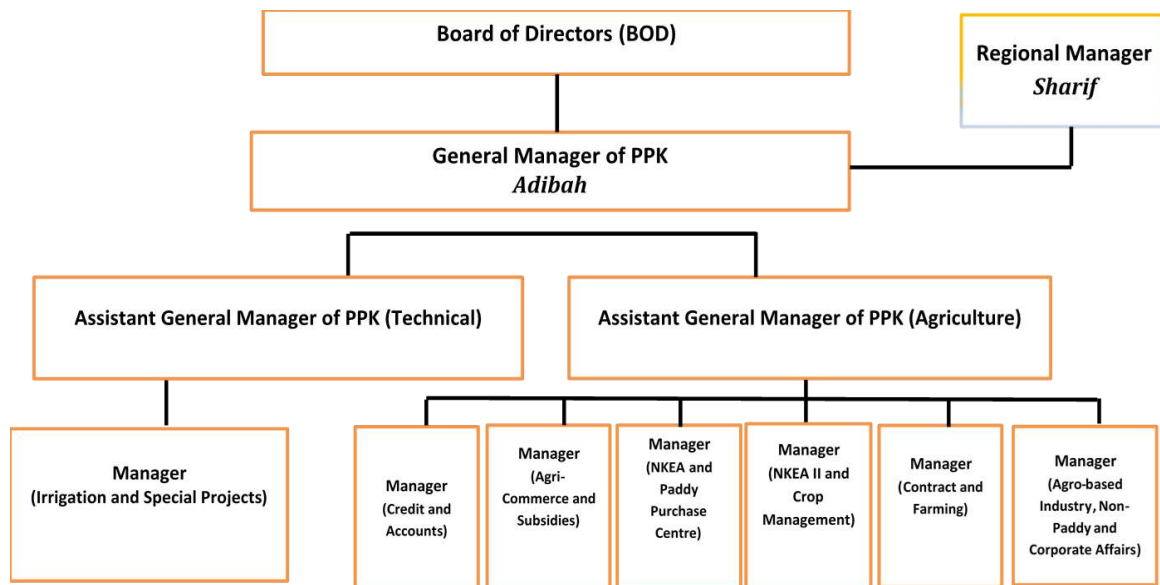 Board of Directors (BOD)
Regional Manager
Sharif
General Manager of PPK
Adibah
Assistant General Manager of PPK (Technical)
Assistant General Manager of PPK (Agriculture)
Manager
(Irrigation and Special Projects)
Manager
(Credit and
Accounts)
Manager
(Agri-
Commerce and
Subsidies)
Manager
(NKEA and
Paddy
Purchase
Centre)
Manager
(NKEA II and
Crop
Management)
Manager
(Contract and
Farming)
Manager
(Agro-based
Industry, Non-
Paddy and
Corporate Affairs)